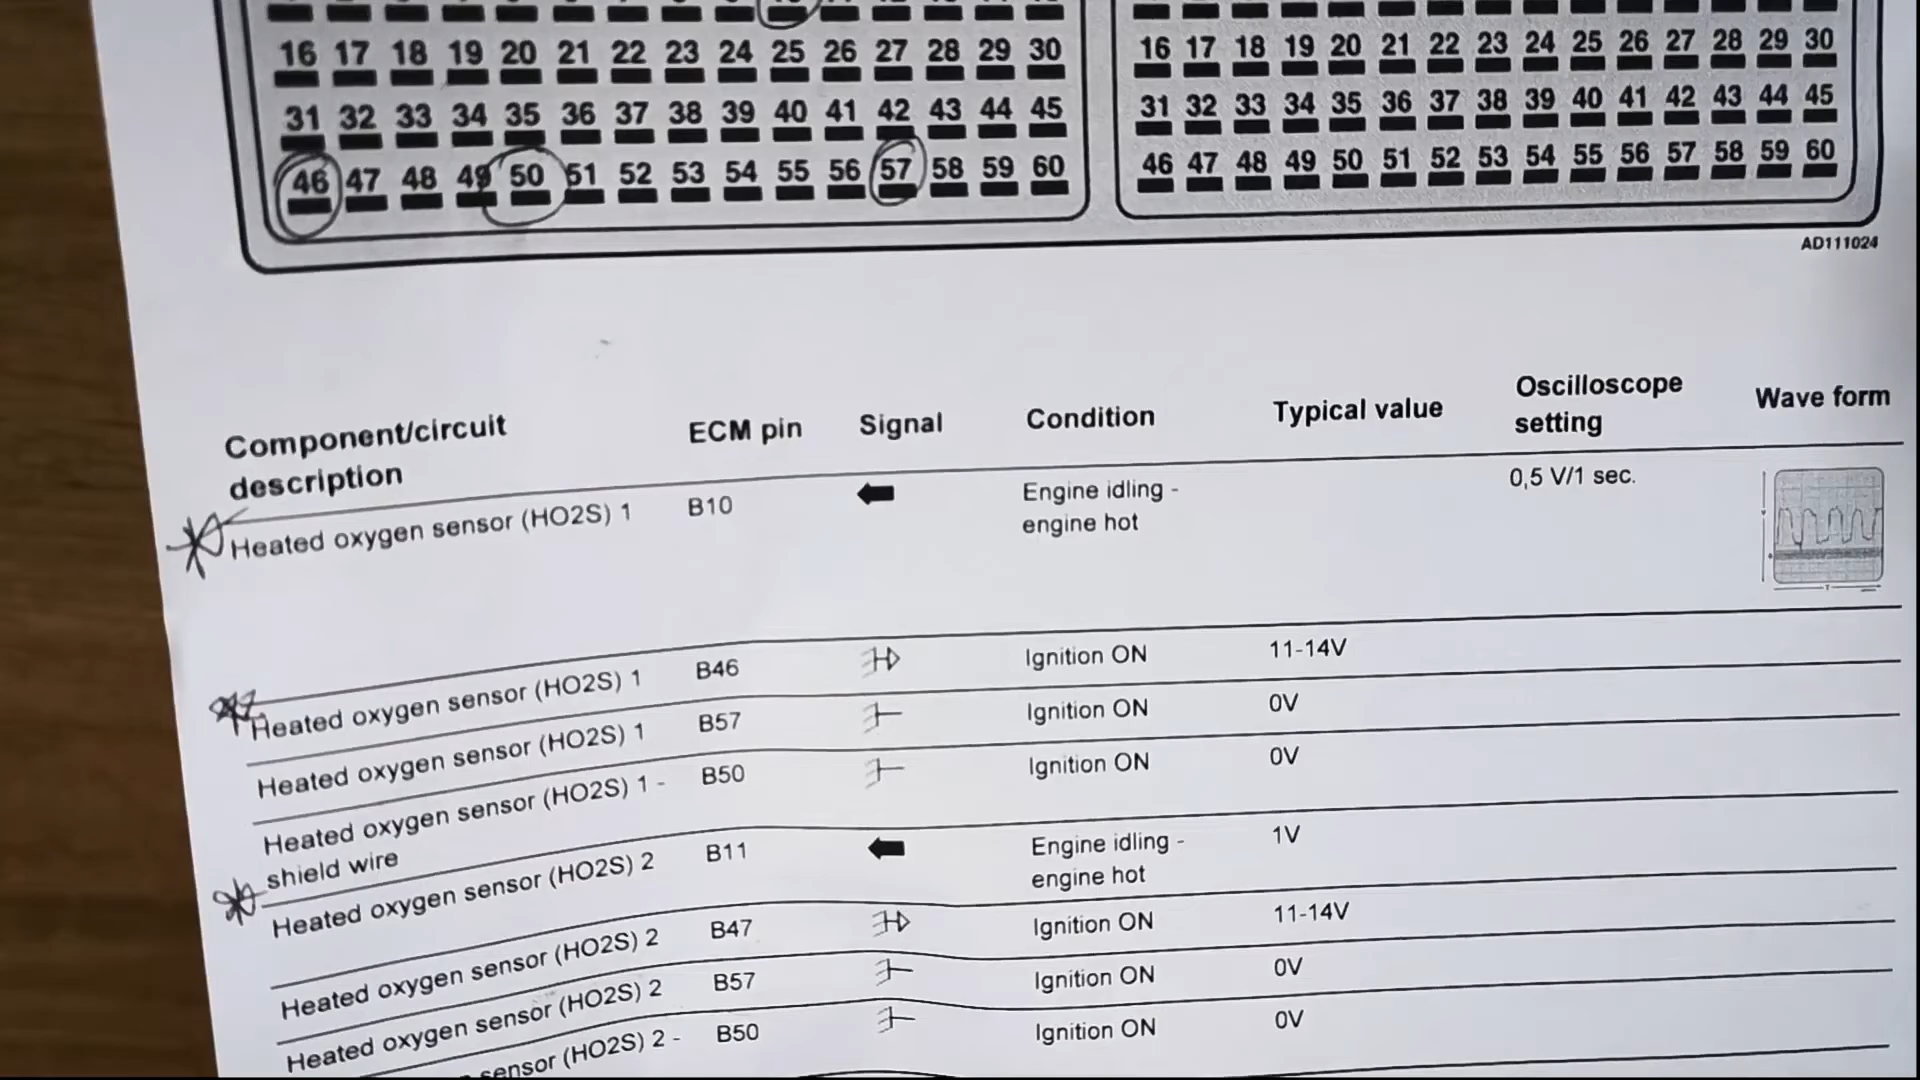 16 17 18 19 20 21 22 23 24 25 26 27 28 29 30
31 32 33 34 35 36 37 38 39 40 41 42 43 44 45
46 47 48 49 50 51 52 53 54 55 56 57 58 59 60
16 17 18 19 20 21 22 23 24 25 26 27 28 29 30
31 32 33 34 35 36 37 38 39 40 41 42 43 44 45
46 47 48 49 50 51 52 53 54 55 56 57 58 59 60
AD111024
Component/circuit description ECM pin Signal Condition Typical value Oscilloscope setting Wave form
Heated oxygen sensor (HO2S) 1 B10 Engine idling - 0,5 V/1 sec.
engine hot
Heated oxygen sensor (HO2S) 1 B46 Ignition ON 11-14V
Heated oxygen sensor (HO2S) 1 B57 Ignition ON 0V
Heated oxygen sensor (HO2S) 1 - B50 Ignition ON 0V
shield wire
Heated oxygen sensor (HO2S) 2 B11 Engine idling - 1V
engine hot
Heated oxygen sensor (HO2S) 2 B47 Ignition ON 11-14V
Heated oxygen sensor (HO2S) 2 B57 Ignition ON 0V
sensor (HO2S) 2 - B50 Ignition ON 0V